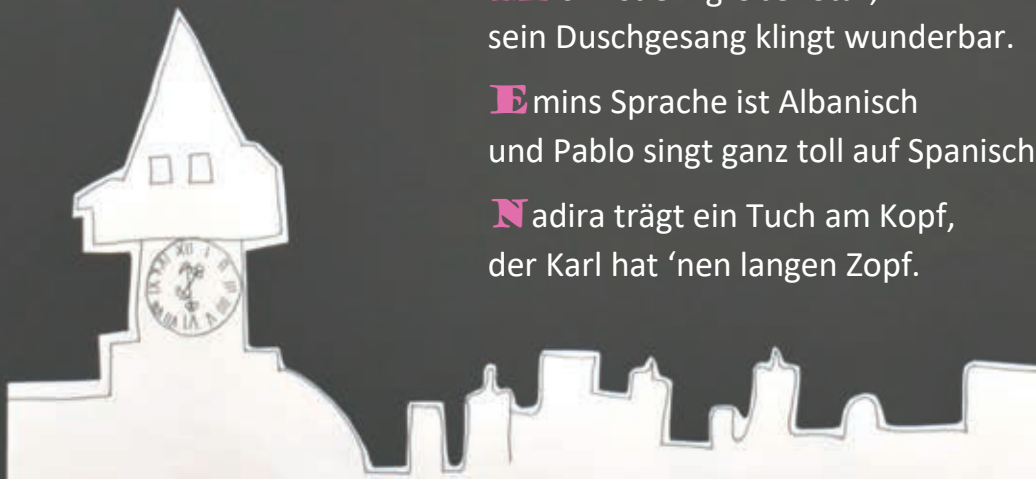 sein Duschgesang klingt wunderbar.
Emins Sprache ist Albanisch
und Pablo singt ganz toll auf Spanisch
Nadira trägt ein Tuch am Kopf,
der Karl hat ‘nen langen Zopf.